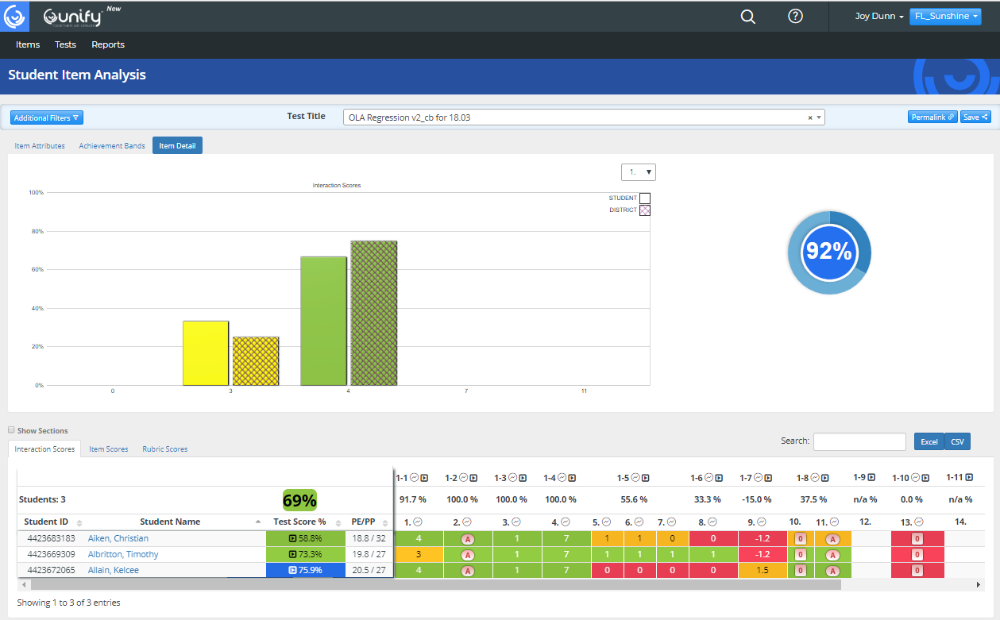 unify New
TOGETHER WE CREATE
Joy Dunn FL_Sunshine
Items Tests Reports
Student Item Analysis
Additional Filters Test Title OLA Regression v2_cb for 18.03 × Permalink Save
Item Attributes Achievement Bands Item Detail
1.
Interaction Scores
100%
STUDENT
DISTRICT
80%
60%
92%
40%
20%
0%
0 3 4 7 11
Show Sections
Search: Excel CSV
Interaction Scores Item Scores Rubric Scores
1-1 1-2 1-3 1-4 1-5 1-6 1-7 1-8 1-9 1-10 1-11
Students: 3 69% 91.7 % 100.0 % 100.0 % 100.0 % 55.6 % 33.3 % -15.0 % 37.5 % n/a % 0.0 % n/a %
Student ID Student Name Test Score % PE/PP 1. 2. 3. 4. 5. 6. 7. 8. 9. 10. 11. 12. 13. 14.
4423683183 Aiken, Christian 58.8% 18.8 / 32 4 A 1 7 1 1 0 0 -1.2 0 A 0
4423669309 Albritton, Timothy 73.3% 19.8 / 27 3 A 1 7 1 1 1 1 -1.2 0 A 0
4423672065 Allain, Kelcee 75.9% 20.5 / 27 4 A 1 7 0 0 0 0 1.5 0 A 0
Showing 1 to 3 of 3 entries